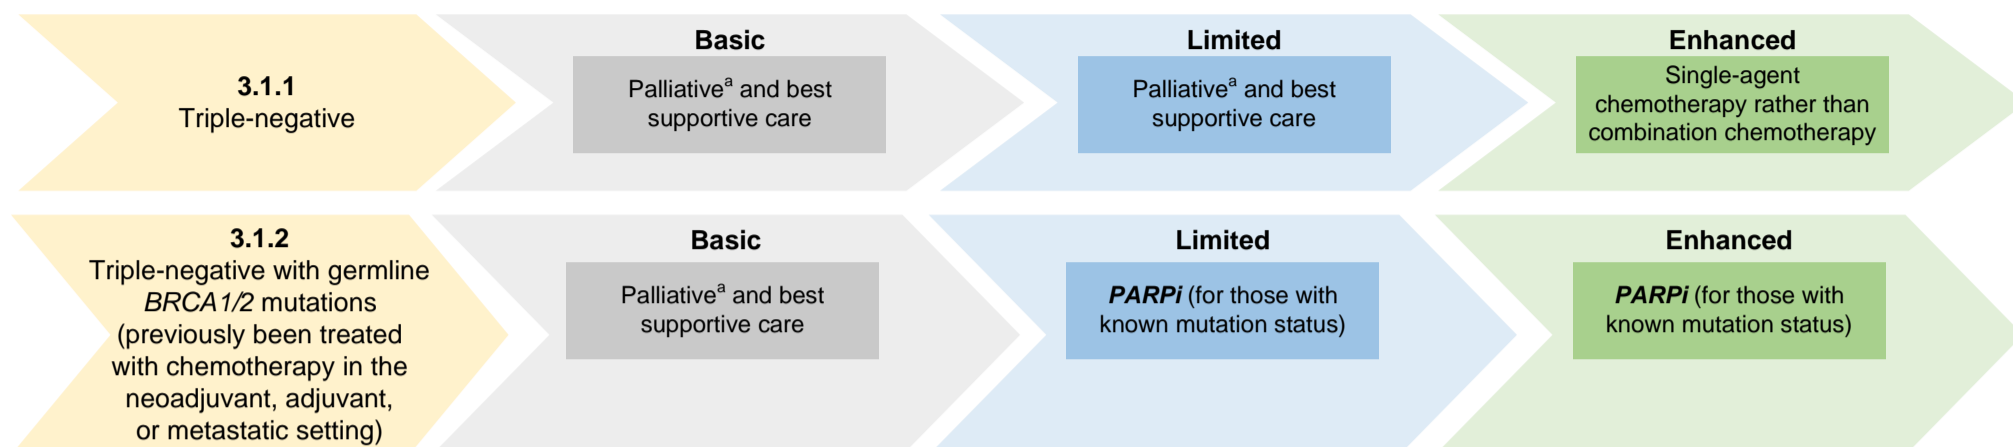 3.1.1
Triple-negative
Basic
Palliativeᵃ and best
supportive care
Limited
Palliativeᵃ and best
supportive care
Enhanced
Single-agent
chemotherapy rather than
combination chemotherapy
3.1.2
Triple-negative with germline
BRCA1/2 mutations
(previously been treated
with chemotherapy in the
neoadjuvant, adjuvant,
or metastatic setting)
Basic
Palliativeᵃ and best
supportive care
Limited
PARPi (for those with
known mutation status)
Enhanced
PARPi (for those with
known mutation status)